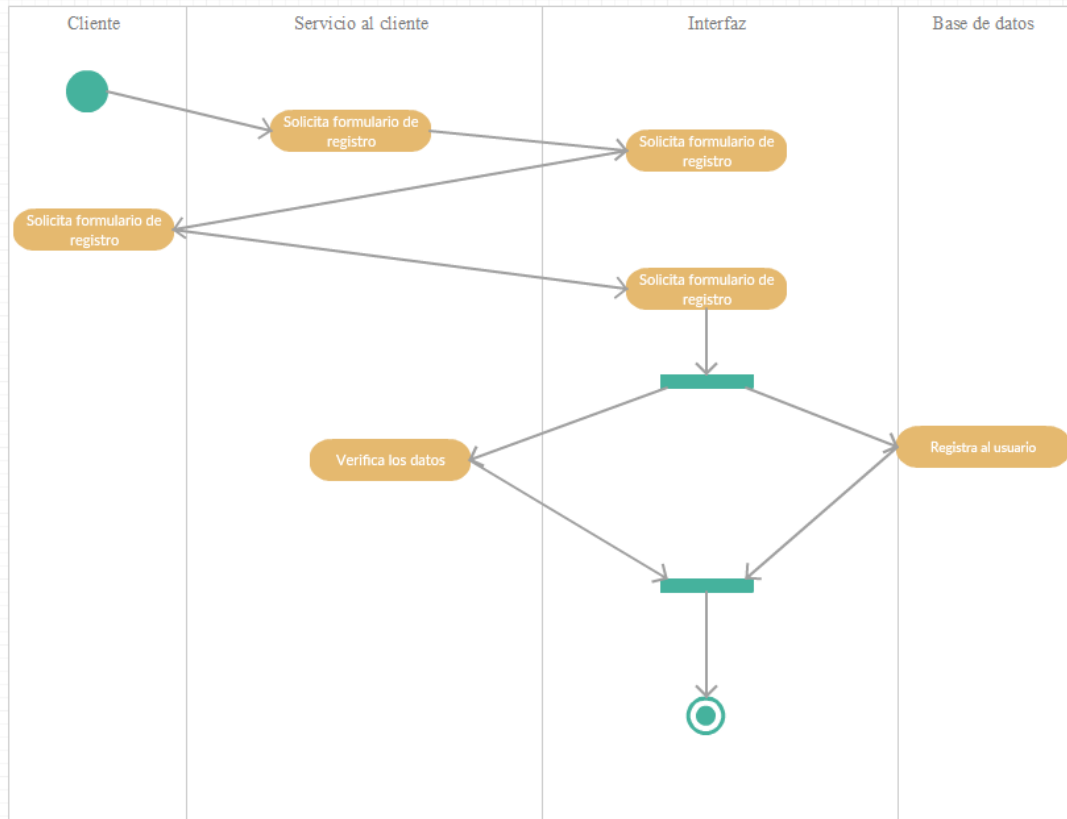 Cliente
Servicio al cliente
Interfaz
Base de datos
Solicita formulario de
registro
Solicita formulario de
registro
Solicita formulario de
registro
Solicita formulario de
registro
Verifica los datos
Registra al usuario